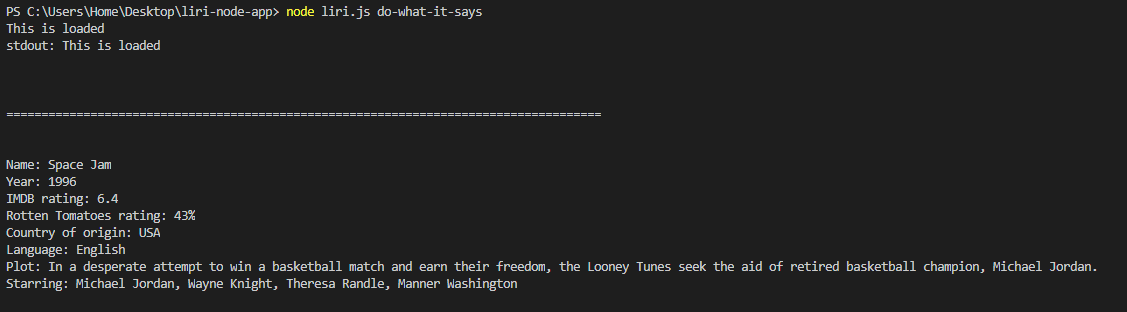 PS C:\Users\Home\Desktop\liri-node-app> node liri.js do-what-it-says
This is loaded
stdout: This is loaded
=====================================================================================
Name: Space Jam
Year: 1996
IMDB rating: 6.4
Rotten Tomatoes rating: 43%
Country of origin: USA
Language: English
Plot: In a desperate attempt to win a basketball match and earn their freedom, the Looney Tunes seek the aid of retired basketball champion, Michael Jordan.
Starring: Michael Jordan, Wayne Knight, Theresa Randle, Manner Washington